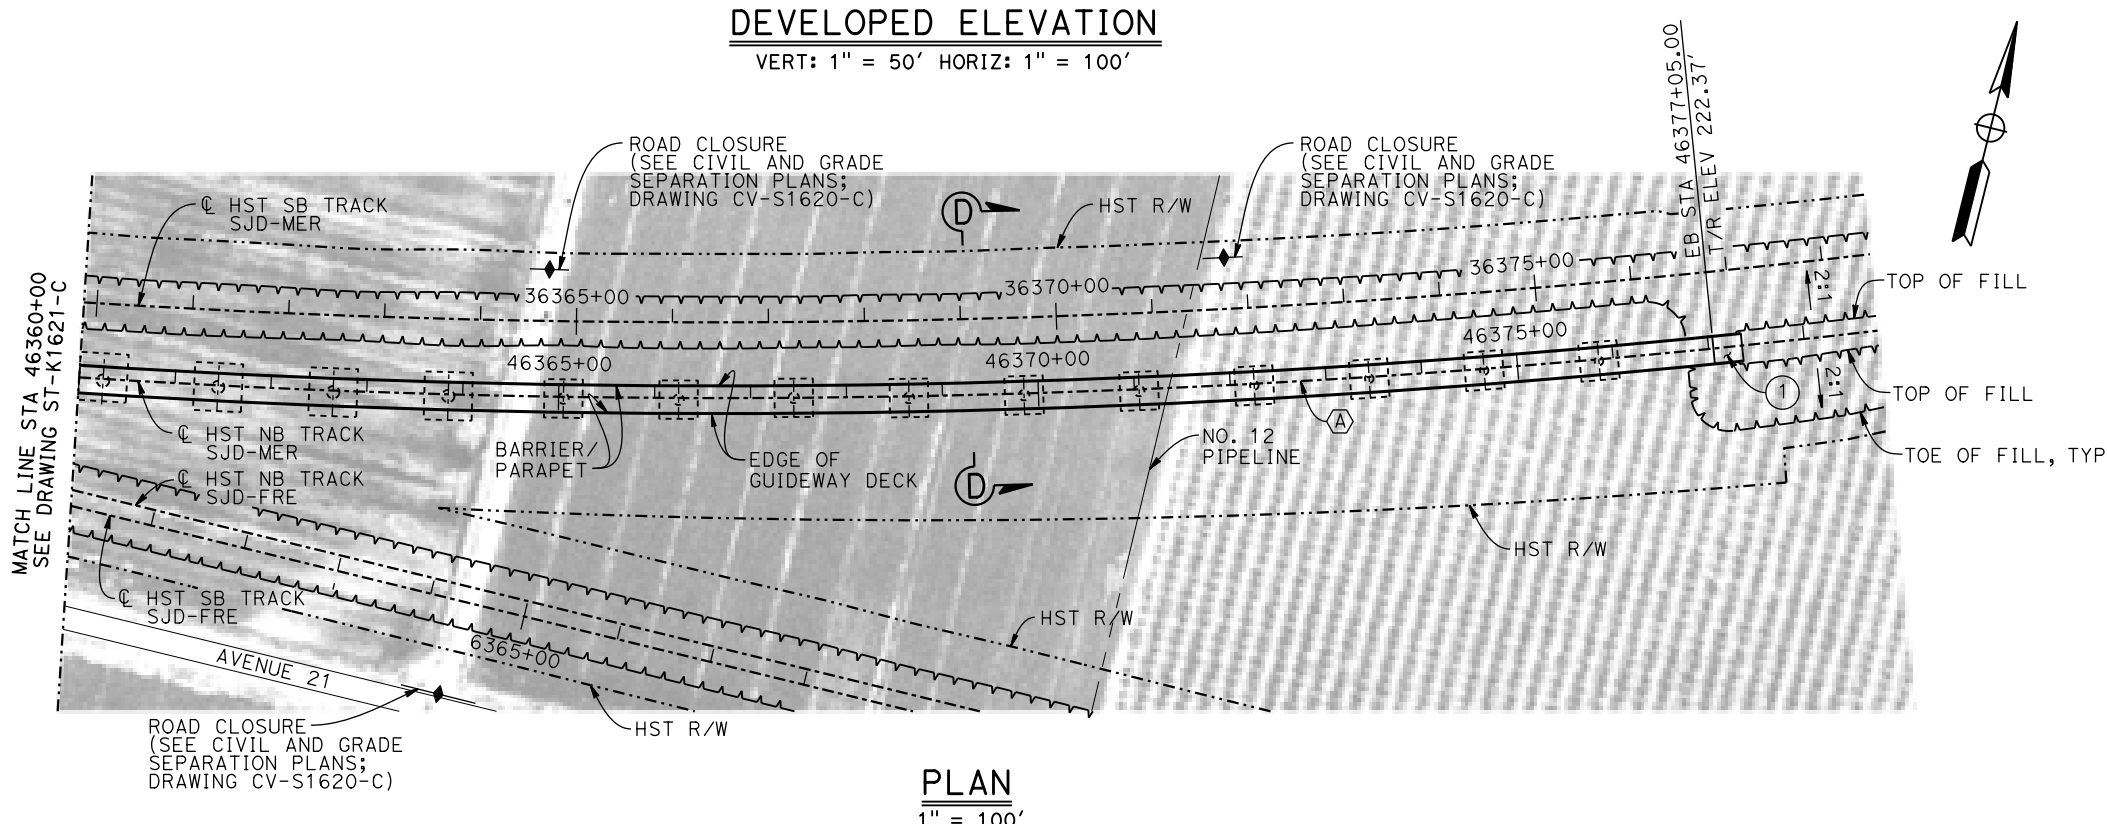 DEVELOPED ELEVATION
VERT: 1" = 50' HORIZ: 1" = 100'
EB STA 46377+05.00
T/R ELEV 222.37'
ROAD CLOSURE
(SEE CIVIL AND GRADE
SEPARATION PLANS;
DRAWING CV-S1620-C)
ROAD CLOSURE
(SEE CIVIL AND GRADE
SEPARATION PLANS;
DRAWING CV-S1620-C)
℄ HST SB TRACK
SJD-MER
D
HST R/W
MATCH LINE STA 46360+00
SEE DRAWING ST-K1621-C
36365+00
36370+00
36375+00
2:1
TOP OF FILL
46365+00
46370+00
46375+00
2:1
1
TOP OF FILL
℄ HST NB TRACK
SJD-MER
A
BARRIER/
PARAPET
EDGE OF
GUIDEWAY DECK
NO. 12
PIPELINE
TOE OF FILL, TYP
℄ HST NB TRACK
SJD-FRE
D
HST R/W
℄ HST SB TRACK
SJD-FRE
HST R/W
6365+00
AVENUE 21
HST R/W
ROAD CLOSURE
(SEE CIVIL AND GRADE
SEPARATION PLANS;
DRAWING CV-S1620-C)
PLAN
1" = 100'